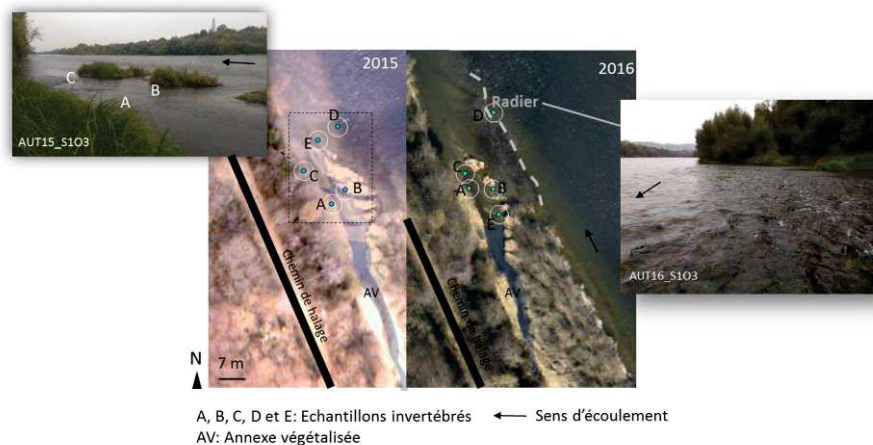 2015
2016
C
A
B
AUT15_S1O3
D
E
C
B
A
Chemin de halage
AV
N
7 m
D
Radier
C
A
B
E
Chemin de halage
AV
AUT16_S1O3
A, B, C, D et E: Echantillons invertébrés
Sens d'écoulement
AV: Annexe végétalisée